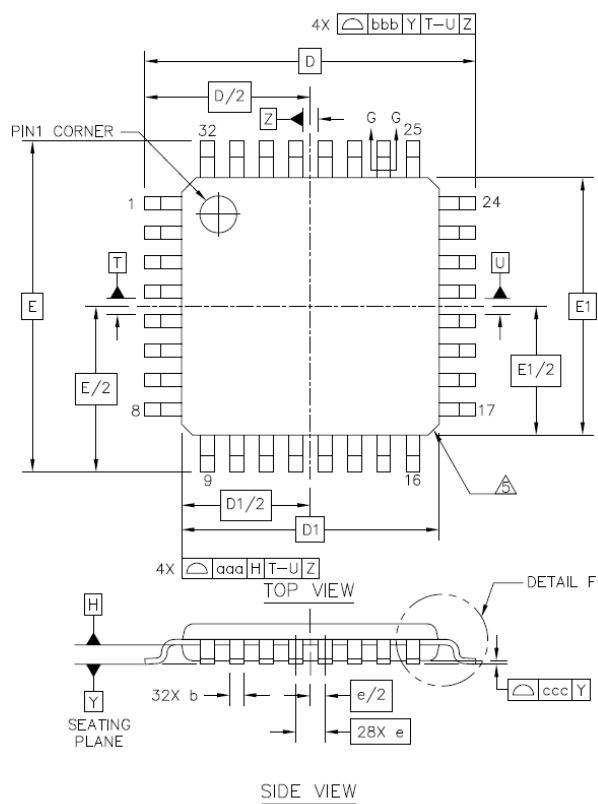 4X bbb Y T-U Z
D
D/2
Z
G G
PIN1 CORNER
32 25
1 24
T U
E E1
E/2 E1/2
8 17
9 16
5
D1/2
D1
4X aaa H T-U Z
TOP VIEW
DETAIL F
H
Y
SEATING
PLANE
32X b
e/2
28X e
ccc Y
SIDE VIEW